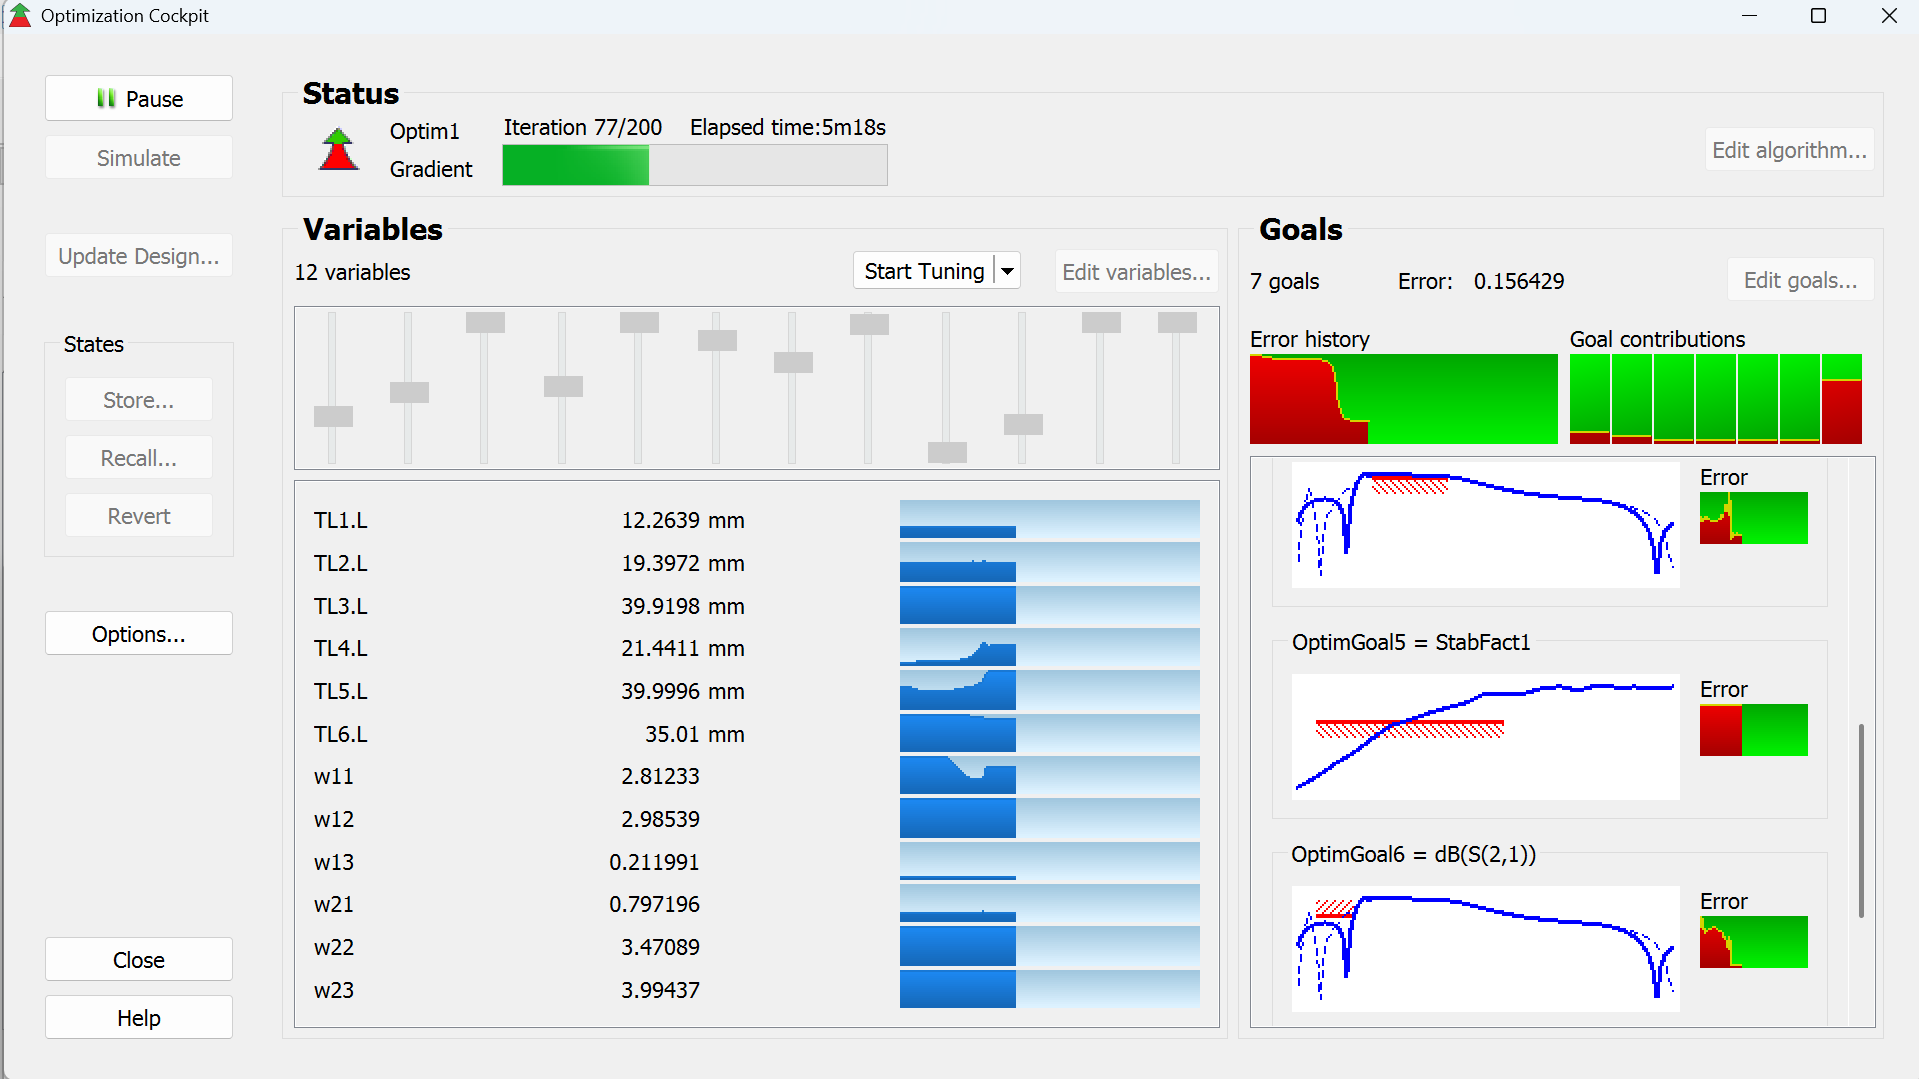 Optimization Cockpit
Pause
Simulate
Update Design...
States
Store...
Recall...
Revert
Options...
Close
Help
Status
Optim1
Gradient
Iteration 77/200 Elapsed time:5m18s
Edit algorithm...
Variables
12 variables
Start Tuning
Edit variables...
TL1.L 12.2639 mm
TL2.L 19.3972 mm
TL3.L 39.9198 mm
TL4.L 21.4411 mm
TL5.L 39.9996 mm
TL6.L 35.01 mm
w11 2.81233
w12 2.98539
w13 0.211991
w21 0.797196
w22 3.47089
w23 3.99437
Goals
7 goals Error: 0.156429
Edit goals...
Error history
Goal contributions
Error
OptimGoal5 = StabFact1
Error
OptimGoal6 = dB(S(2,1))
Error